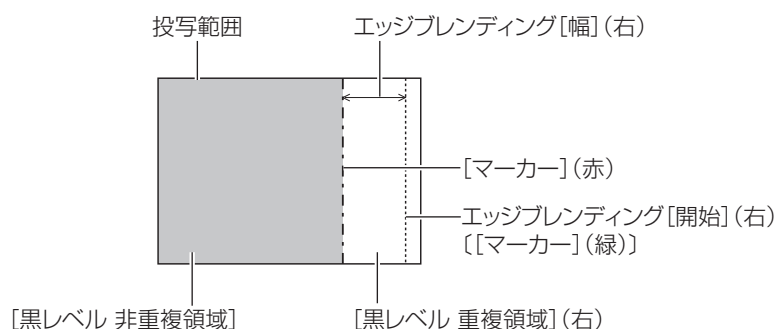 投写範囲
エッジブレンディング[幅](右)
[マーカー](赤)
エッジブレンディング[開始](右)
〔[マーカー](緑)〕
[黒レベル 非重複領域]
[黒レベル 重複領域](右)